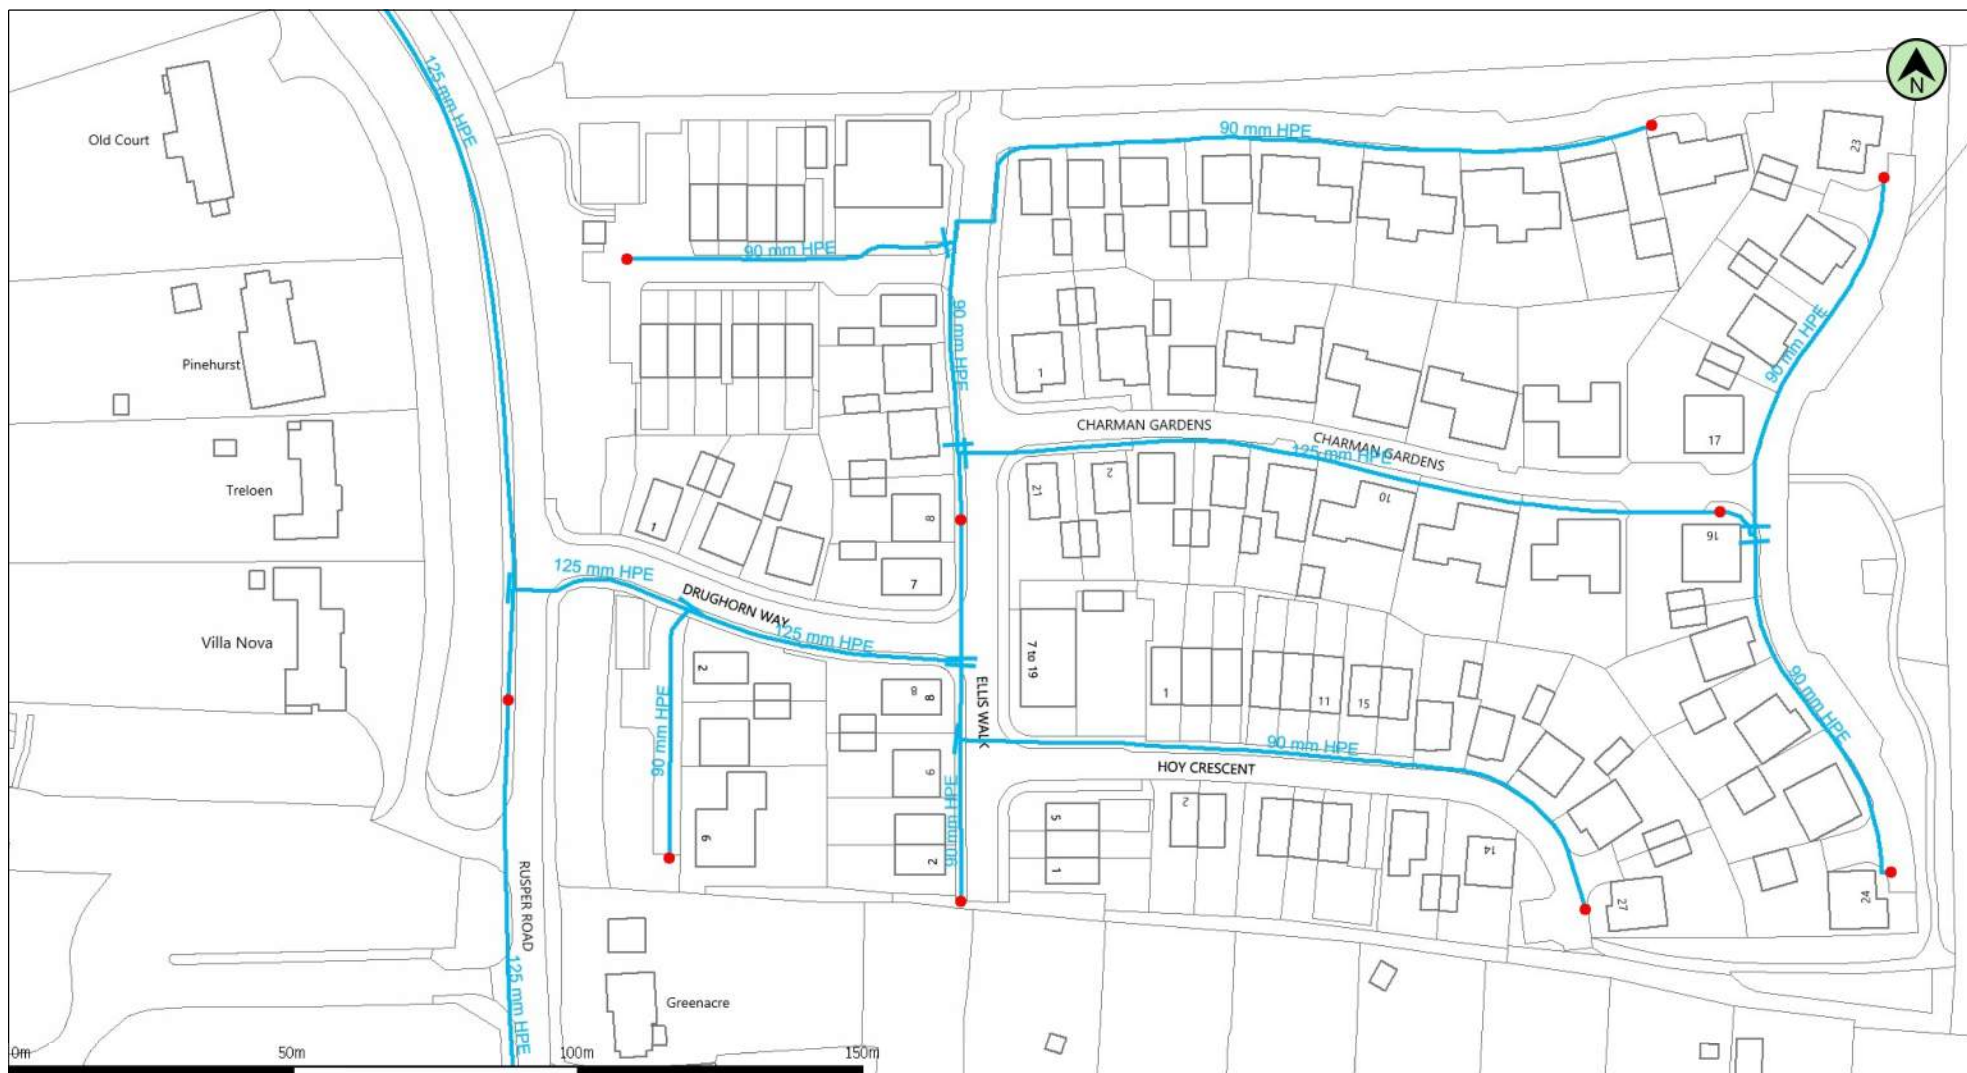 125 mm HPE
N
90 mm HPE
Old Court
23
90 mm HPE
90 mm HPE
90 mm HPE
Pinehurst
1
CHARMAN GARDENS
CHARMAN GARDENS
125 mm HPE
17
Treloen
21
2
10
1
8
16
125 mm HPE
7
DRUGHORN WAY
125 mm HPE
Villa Nova
2
7 to 19
8
8
ELLIS WALK
1
11
15
90 mm HPE
90 mm HPE
90 mm HPE
HOY CRESCENT
6
90 mm HPE
6
2
5
1
2
14
27
24
RUSPER ROAD
125 mm HPE
Greenacre
0m
50m
100m
150m